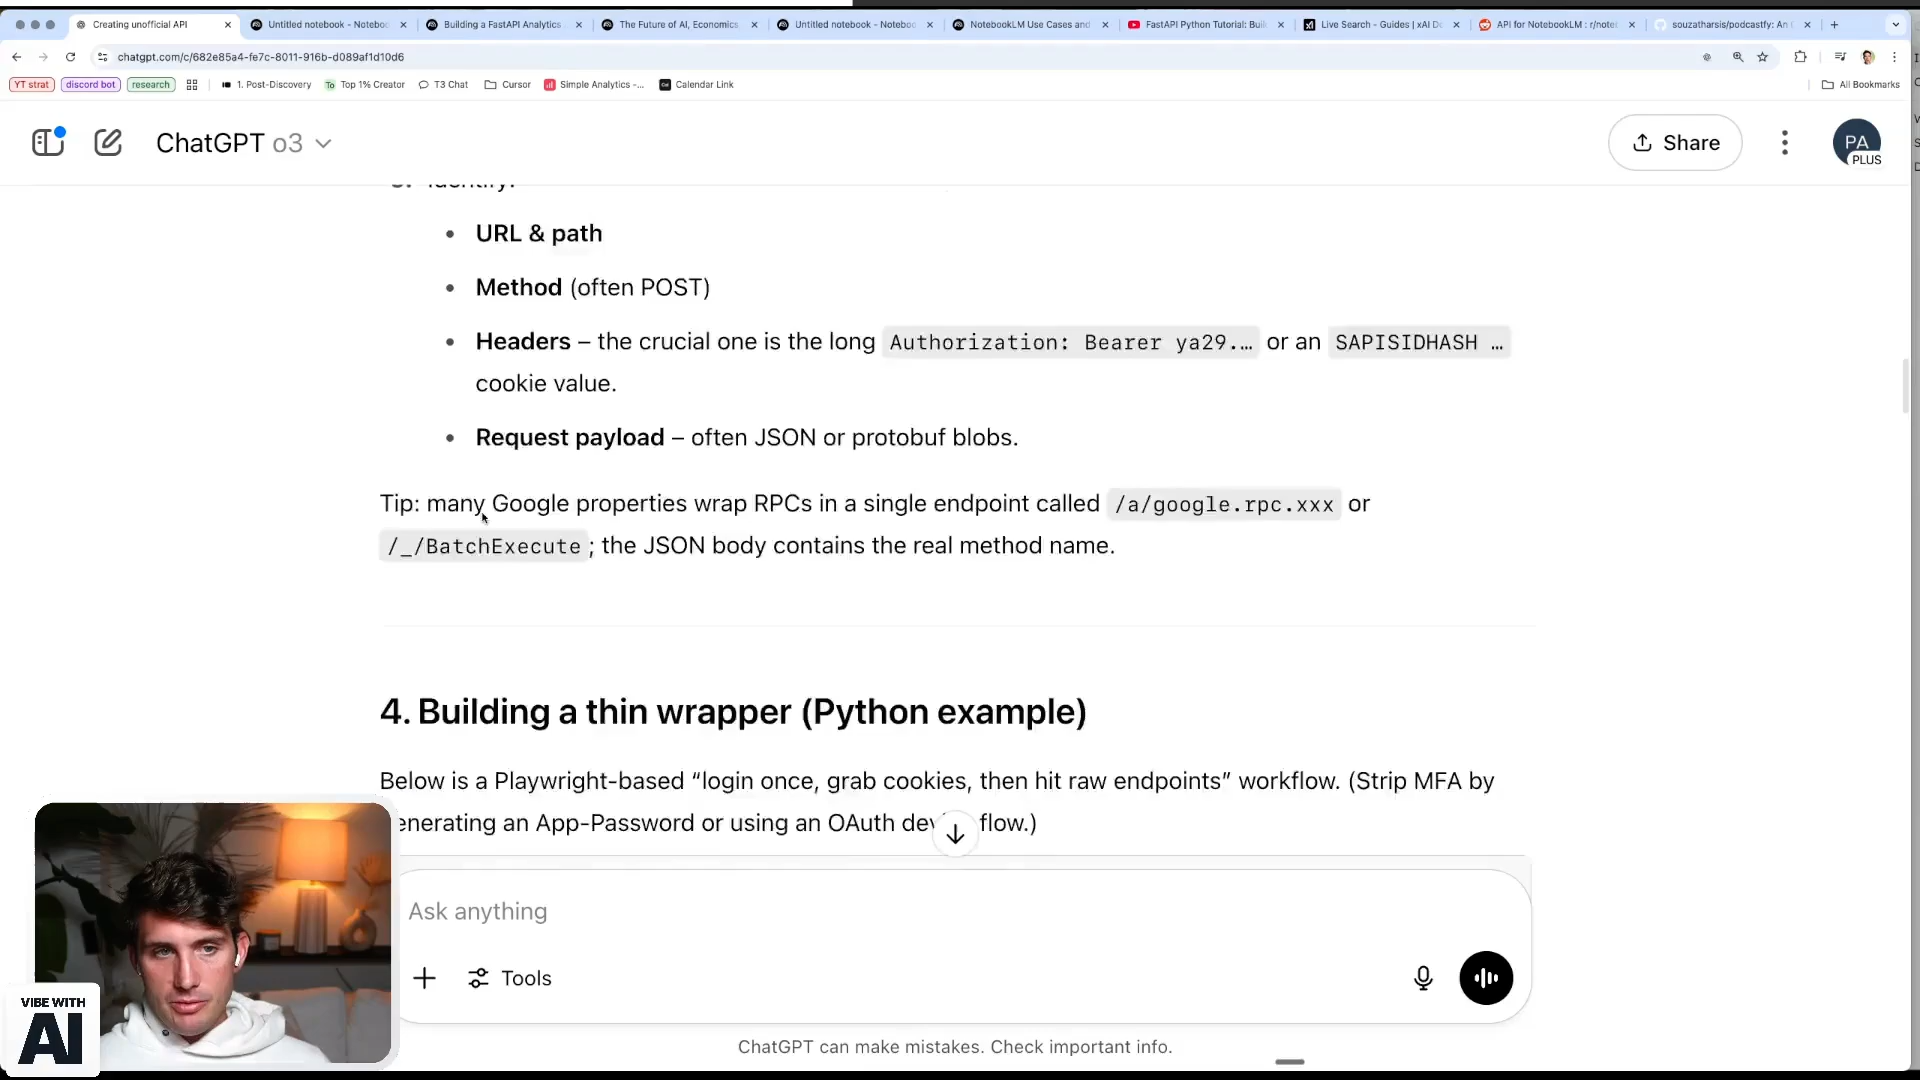 Creating unofficial API
Untitled notebook - Noteboo
Building a FastAPI Analytics
The Future of AI, Economics
Untitled notebook - Noteboo
NotebookLM Use Cases and
FastAPI Python Tutorial: Buil
Live Search - Guides | xAI Do
API for NotebookLM : r/note
souzatharsis/podcastfy: An
chatgpt.com/c/682e85a4-fe7c-8011-916b-d089af1d10d6
YT strat
discord bot
research
1. Post-Discovery
Top 1% Creator
T3 Chat
Cursor
Simple Analytics -...
Calendar Link
All Bookmarks
ChatGPT o3
Share
PA
PLUS
• URL & path
• Method (often POST)
• Headers – the crucial one is the long Authorization: Bearer ya29.… or an SAPISIDHASH …
cookie value.
• Request payload – often JSON or protobuf blobs.
Tip: many Google properties wrap RPCs in a single endpoint called /a/google.rpc.xxx or
/_/BatchExecute ; the JSON body contains the real method name.
4. Building a thin wrapper (Python example)
Below is a Playwright-based “login once, grab cookies, then hit raw endpoints” workflow. (Strip MFA by
enerating an App-Password or using an OAuth dev flow.)
Ask anything
Tools
ChatGPT can make mistakes. Check important info.
VIBE WITH
AI